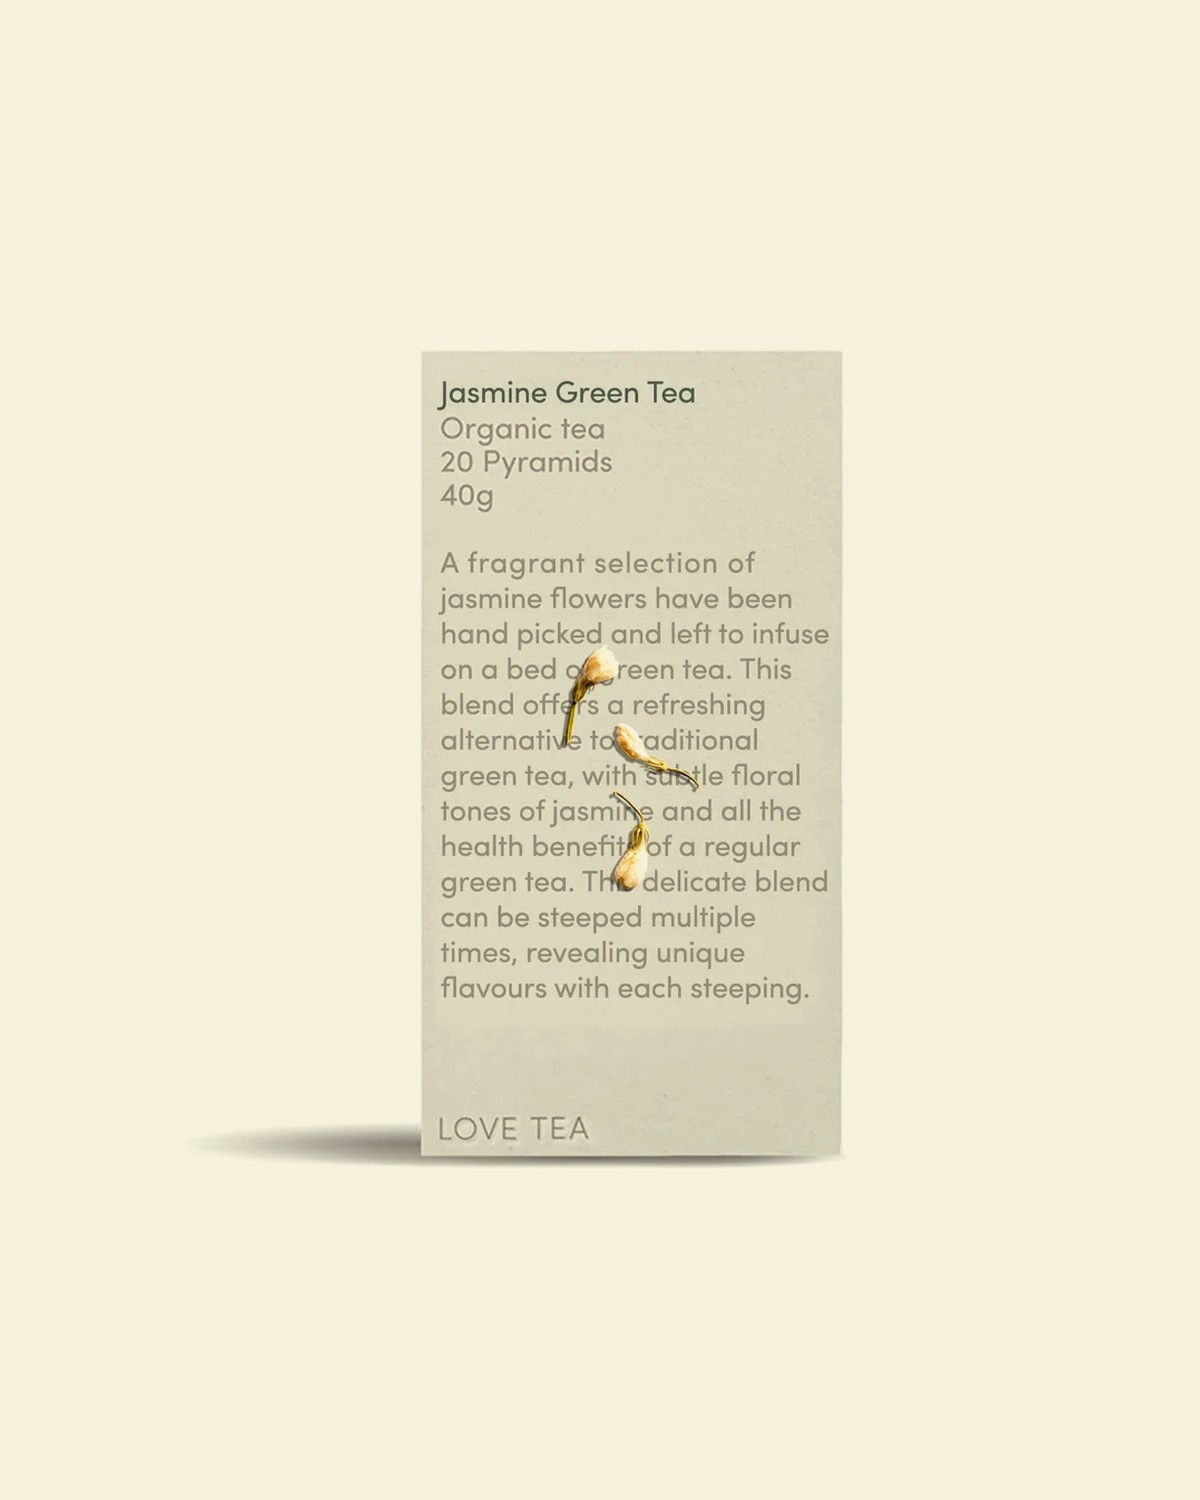 Jasmine Green Tea
Organic tea
20 Pyramids
40g
A fragrant selection of
jasmine flowers have been
hand picked and left to infuse
on a bed of green tea. This
blend offers a refreshing
alternative to traditional
green tea, with subtle floral
tones of jasmine and all the
health benefits of a regular
green tea. This delicate blend
can be steeped multiple
times, revealing unique
flavours with each steeping.
LOVE TEA